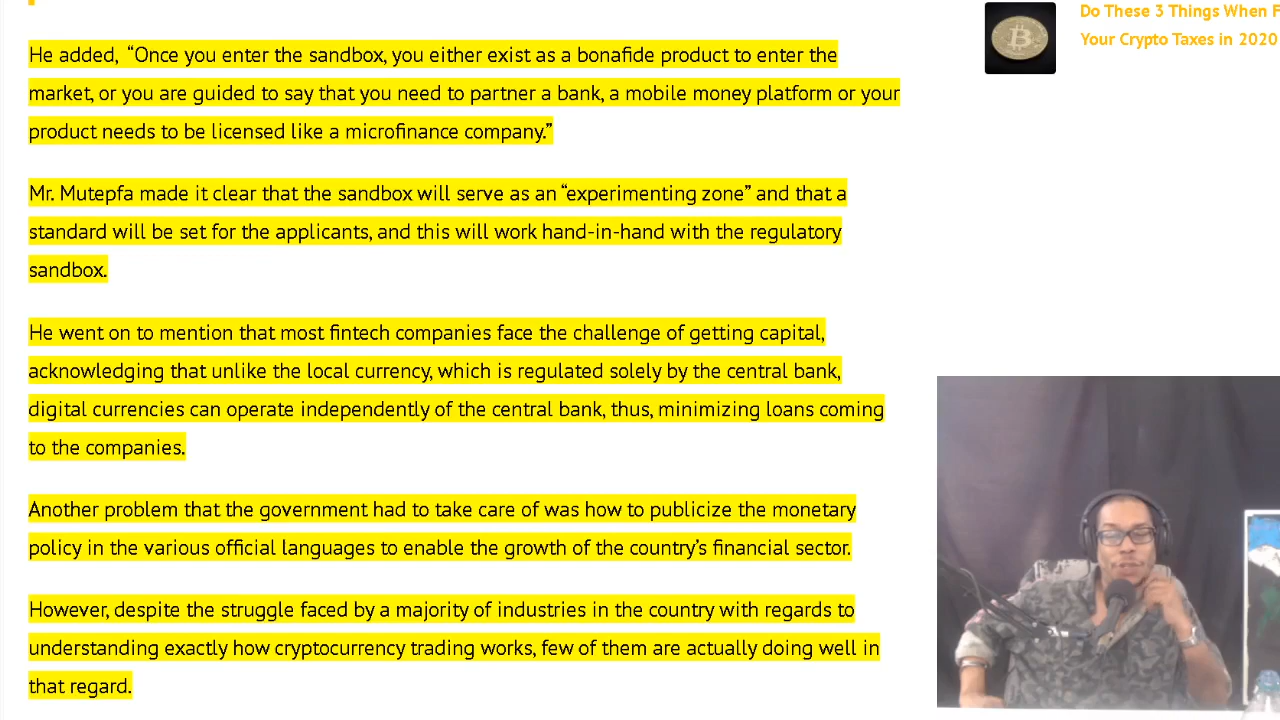 Do These 3 Things When F
Your Crypto Taxes in 2020
He added, “Once you enter the sandbox, you either exist as a bonafide product to enter the
market, or you are guided to say that you need to partner a bank, a mobile money platform or your
product needs to be licensed like a microfinance company.”
Mr. Mutepfa made it clear that the sandbox will serve as an “experimenting zone” and that a
standard will be set for the applicants, and this will work hand-in-hand with the regulatory
sandbox.
He went on to mention that most fintech companies face the challenge of getting capital,
acknowledging that unlike the local currency, which is regulated solely by the central bank,
digital currencies can operate independently of the central bank, thus, minimizing loans coming
to the companies.
Another problem that the government had to take care of was how to publicize the monetary
policy in the various official languages to enable the growth of the country’s financial sector.
However, despite the struggle faced by a majority of industries in the country with regards to
understanding exactly how cryptocurrency trading works, few of them are actually doing well in
that regard.